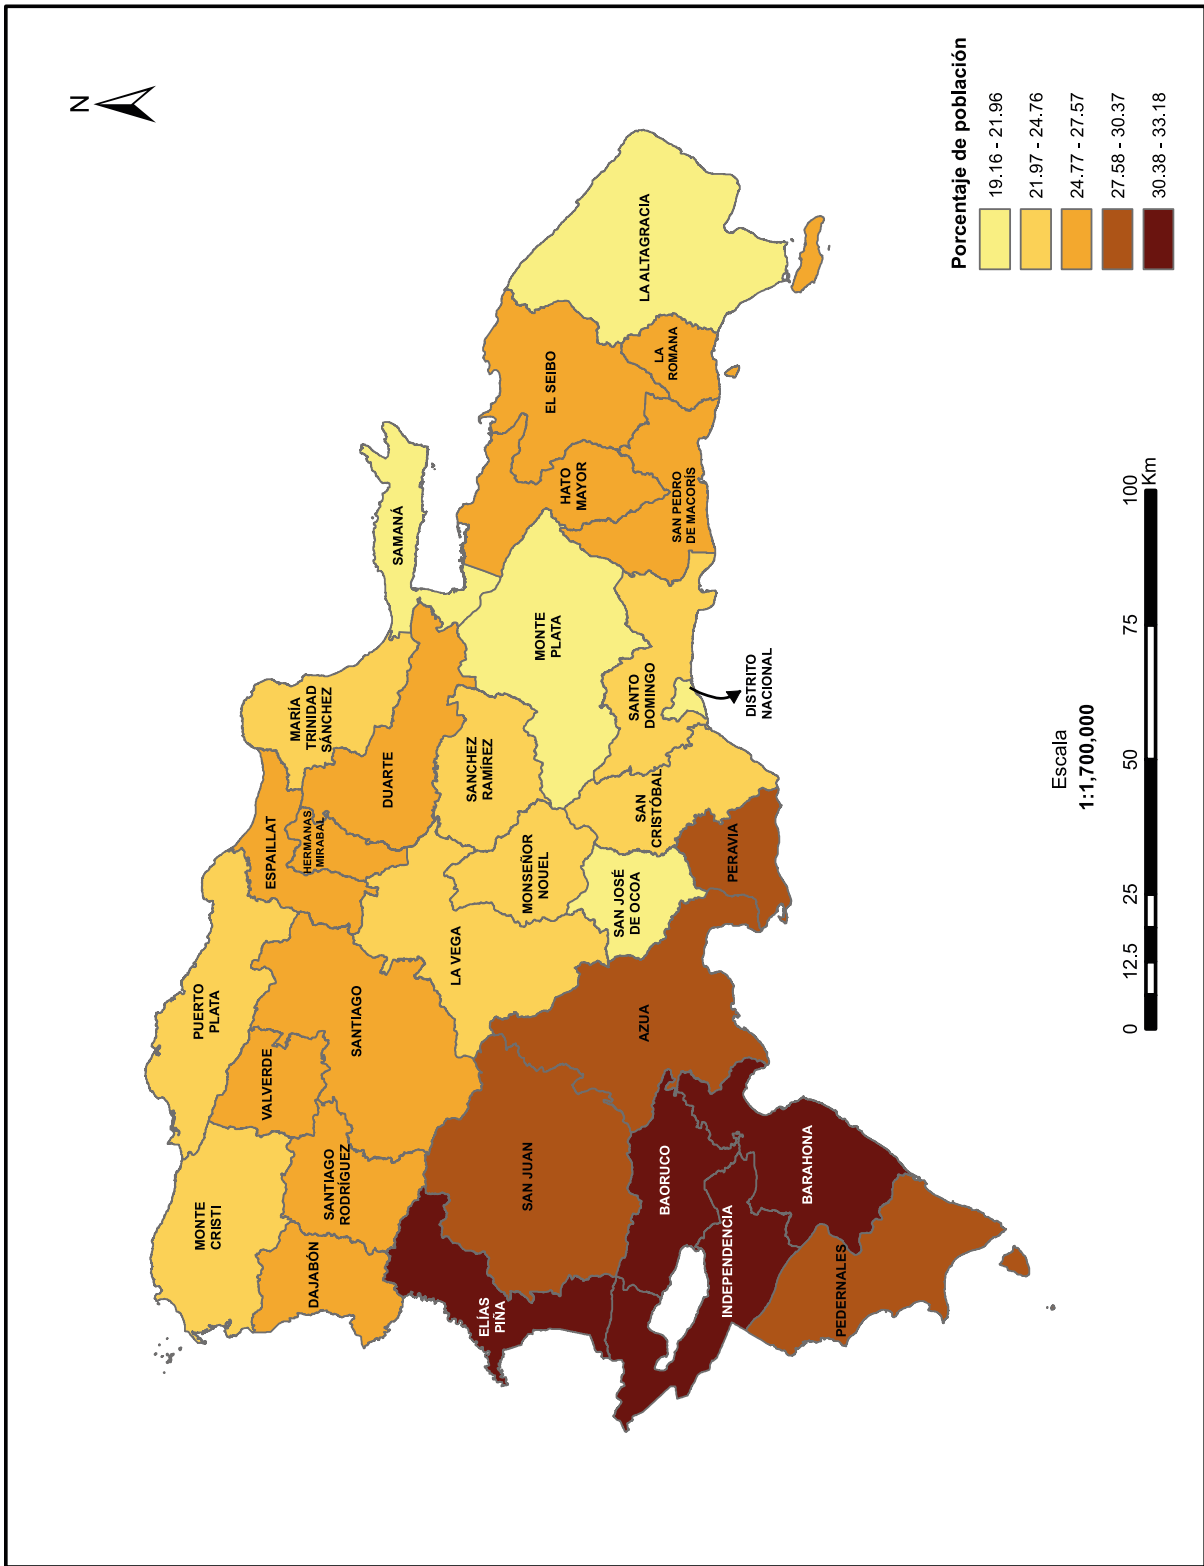 N
PUERTO
PLATA
MONTE
CRISTI
VALVERDE
ESPAILLAT
HERMANAS
MIRABAL
MARÍA
TRINIDAD
SÁNCHEZ
DAJABÓN
SANTIAGO
RODRÍGUEZ
SANTIAGO
DUARTE
SAMANÁ
LA VEGA
SANCHEZ
RAMÍREZ
ELÍAS
PIÑA
SAN JUAN
MONSEÑOR
NOUEL
MONTE
PLATA
HATO
MAYOR
EL SEIBO
LA ALTAGRACIA
LA
ROMANA
SAN PEDRO
DE MACORÍS
SANTO
DOMINGO
SAN
CRISTÓBAL
SAN JOSÉ
DE OCOA
AZUA
BAORUCO
INDEPENDENCIA
PERAVIA
DISTRITO
NACIONAL
BARAHONA
PEDERNALES
Porcentaje de población
19.16 - 21.96
21.97 - 24.76
24.77 - 27.57
27.58 - 30.37
30.38 - 33.18
Escala
1:1,700,000
0 12.5 25 50 75 100
Km